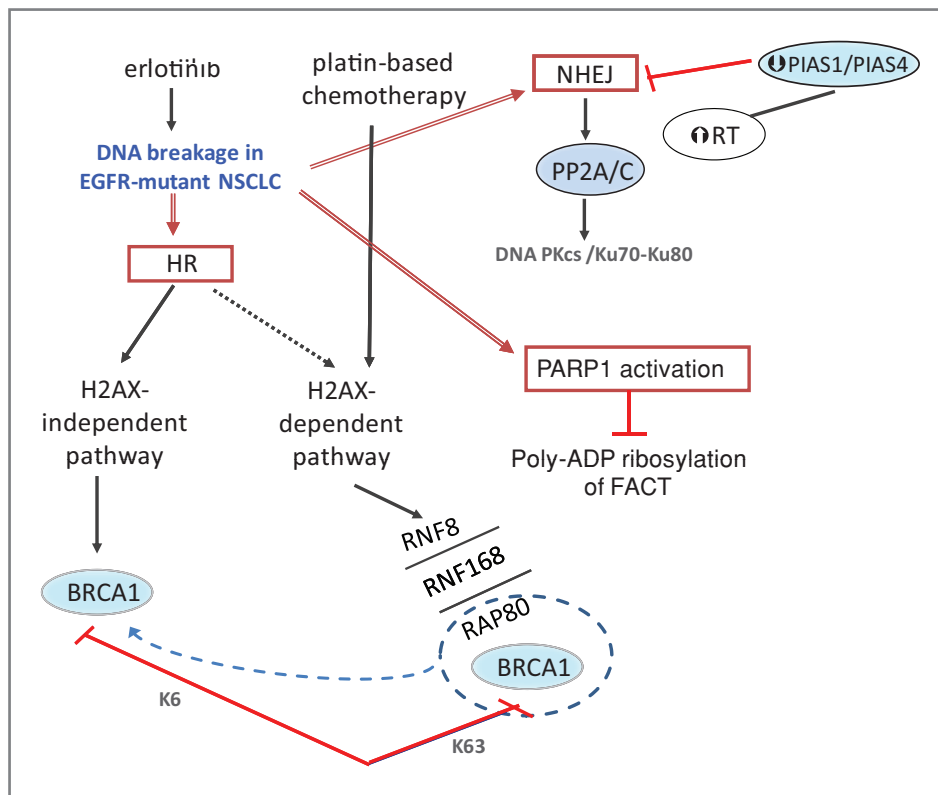 erlotinib
platin-based
chemotherapy
NHEJ
PIAS1/PIAS4
RT
DNA breakage in
EGFR-mutant NSCLC
PP2A/C
HR
DNA PKcs /Ku70-Ku80
PARP1 activation
H2AX-
independent
pathway
H2AX-
dependent
pathway
Poly-ADP ribosylation
of FACT
RNF8
RNF168
RAP80
BRCA1
BRCA1
K6
K63